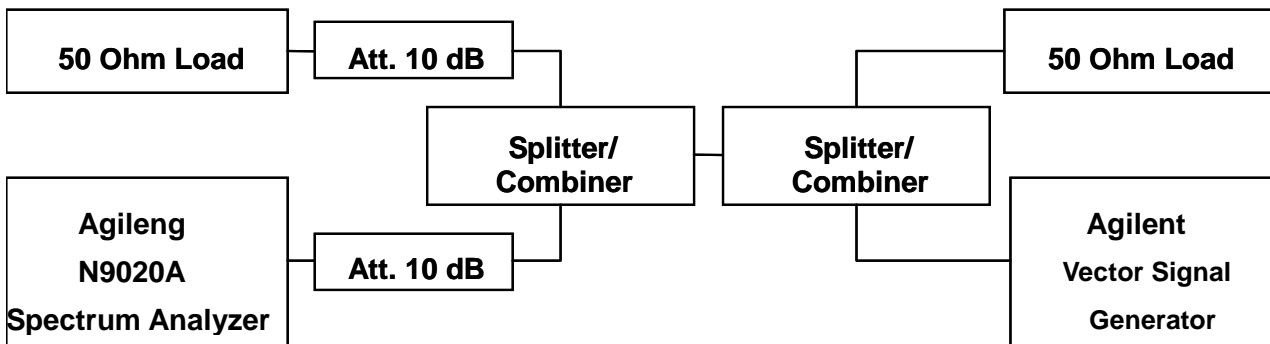 50 Ohm Load
Att. 10 dB
50 Ohm Load
Splitter/
Combiner
Splitter/
Combiner
Agileng
N9020A
Spectrum Analyzer
Att. 10 dB
Agilent
Vector Signal
Generator